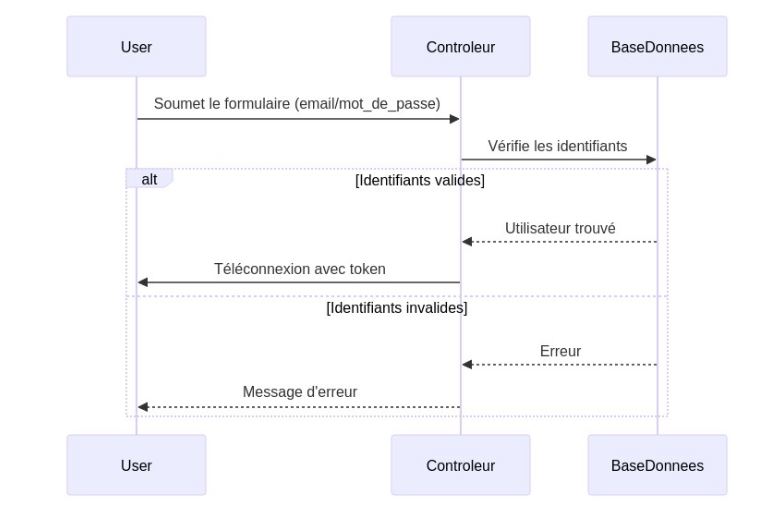 User
Controleur
BaseDonnees
Soumet le formulaire (email/mot_de_passe)
Vérifie les identifiants
alt
[Identifiants valides]
Utilisateur trouvé
Téléconnexion avec token
[Identifiants invalides]
Erreur
Message d'erreur
User
Controleur
BaseDonnees